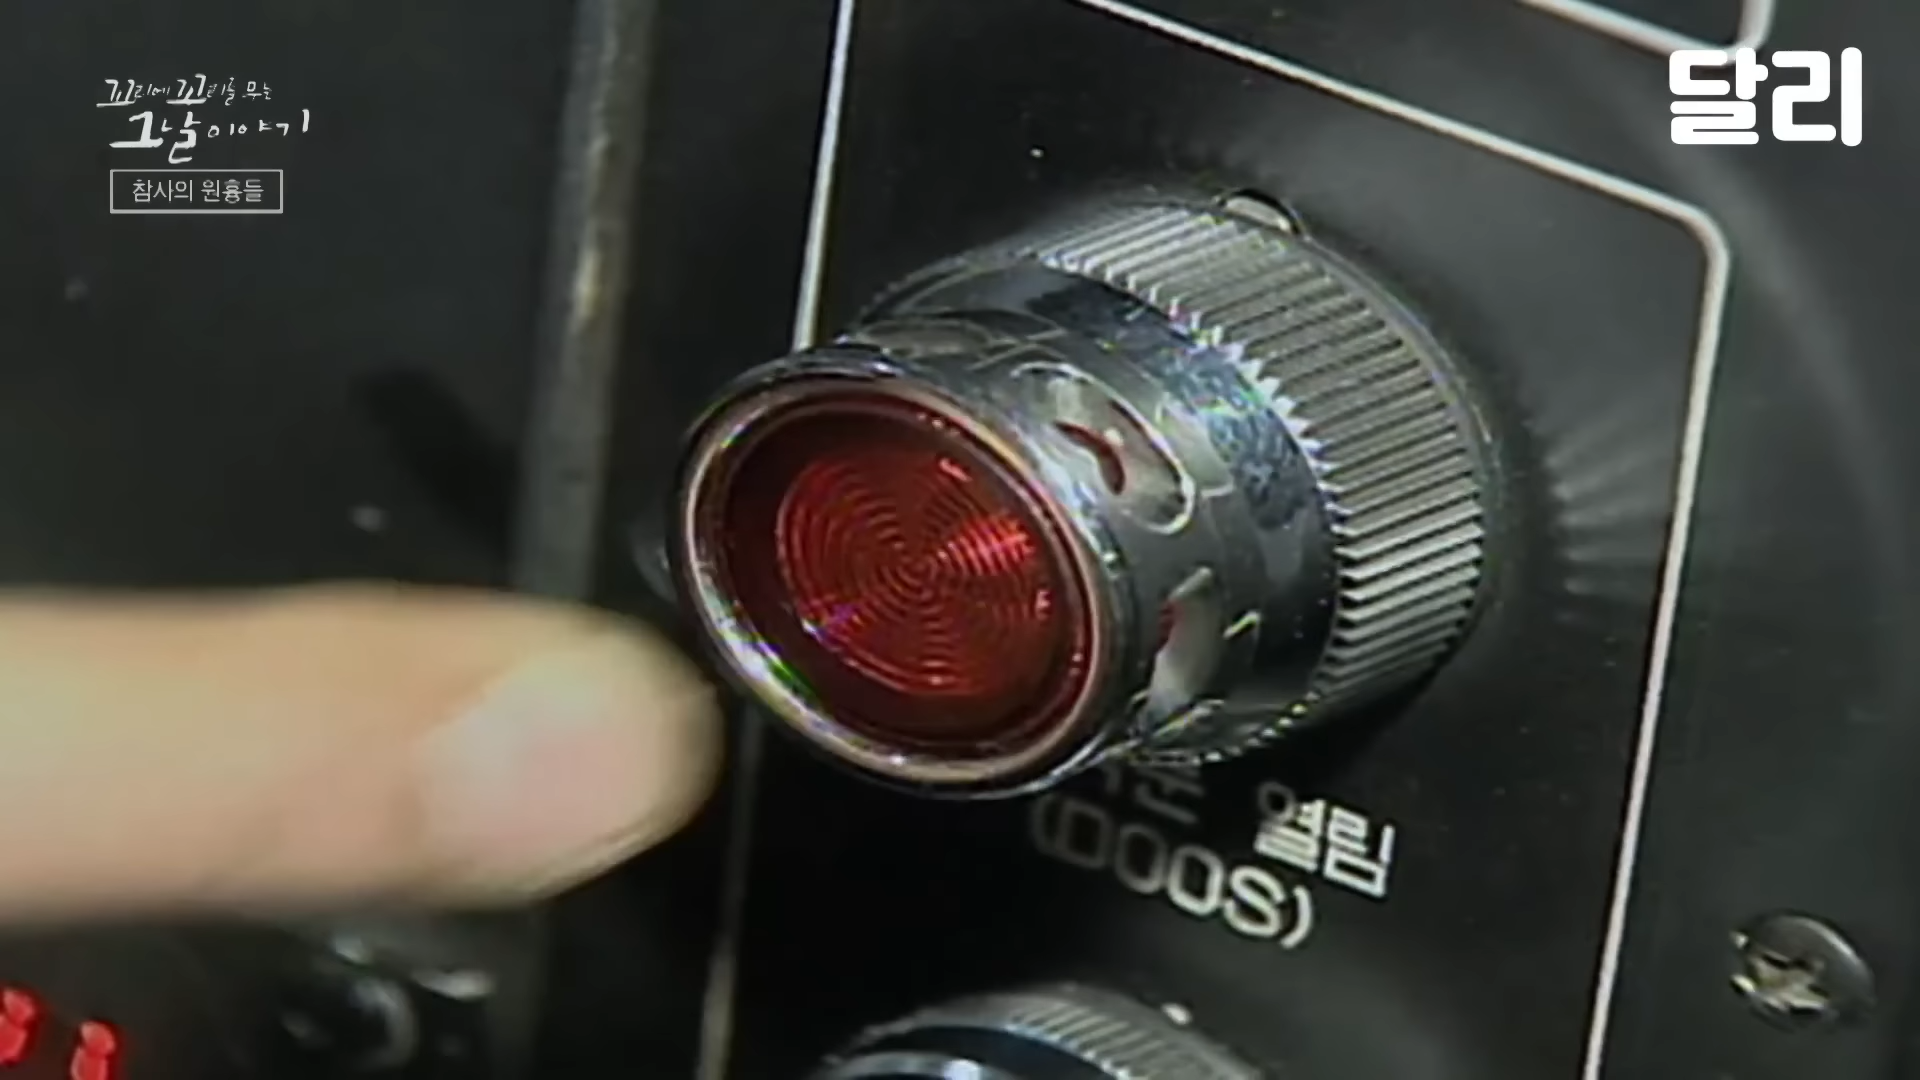 꼬리에 꼬리를 무는
그날 이야기
참사의 원흉들
달리
열림
(DOOS)